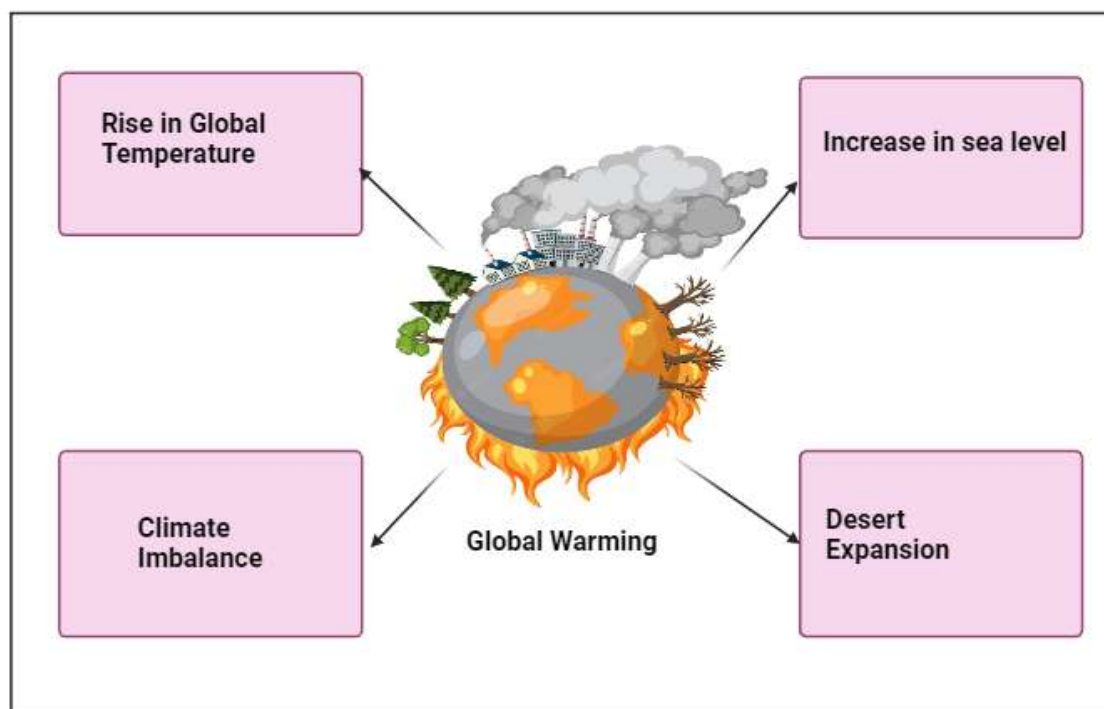 Rise in Global
Temperature
Increase in sea level
Climate
Imbalance
Global Warming
Desert
Expansion